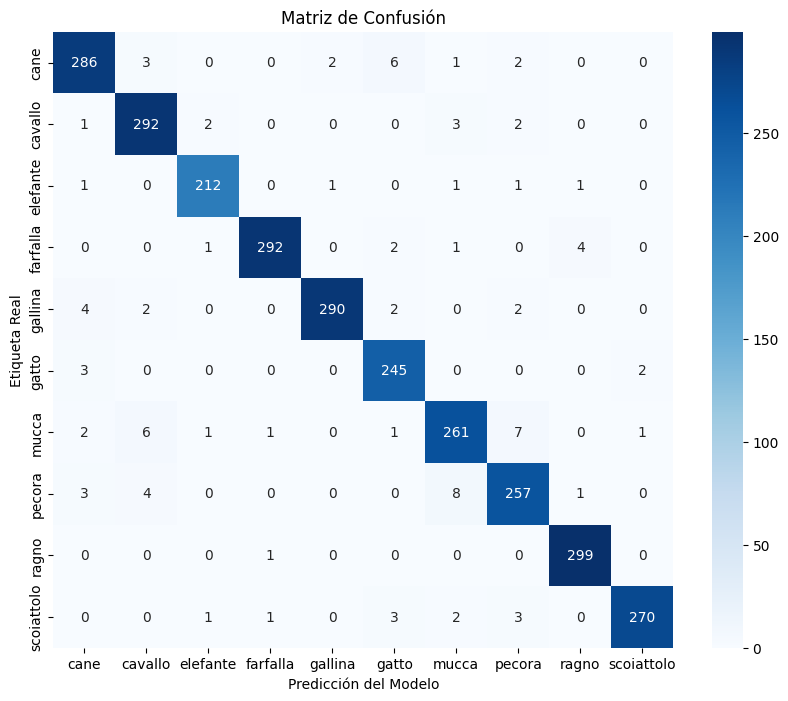 Matriz de Confusión
Etiqueta Real
cane 286 3 0 0 2 6 1 2 0 0
cavallo 1 292 2 0 0 0 3 2 0 0
elefante 1 0 212 0 1 0 1 1 1 0
farfalla 0 0 1 292 0 2 1 0 4 0
gallina 4 2 0 0 290 2 0 2 0 0
gatto 3 0 0 0 0 245 0 0 0 2
mucca 2 6 1 1 0 1 261 7 0 1
pecora 3 4 0 0 0 0 8 257 1 0
ragno 0 0 0 1 0 0 0 0 299 0
scoiattolo 0 0 1 1 0 3 2 3 0 270
cane cavallo elefante farfalla gallina gatto mucca pecora ragno scoiattolo
Predicción del Modelo
250
200
150
100
50
0